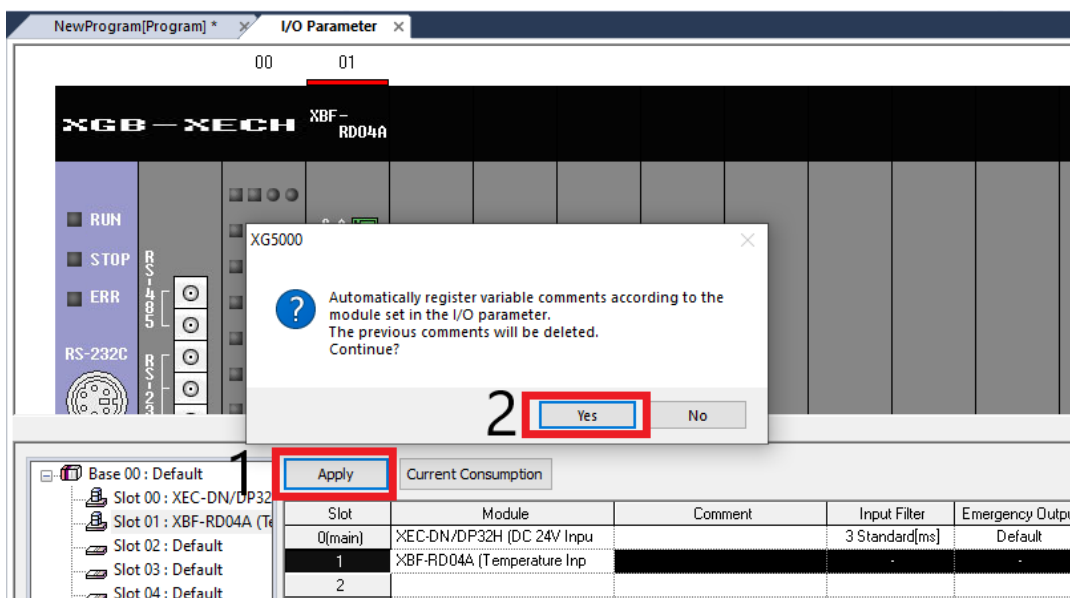 NewProgram[Program] *
I/O Parameter
00 01
XGB-XECH
XBF-
RD04A
RUN
STOP
ERR
RS-485
RS-232C
XG5000
Automatically register variable comments according to the
module set in the I/O parameter.
The previous comments will be deleted.
Continue?
2
Yes No
1
Apply Current Consumption
Base 00 : Default
Slot 00 : XEC-DN/DP32
Slot 01 : XBF-RD04A (Te
Slot 02 : Default
Slot 03 : Default
Slot 04 : Default
Slot Module Comment Input Filter Emergency Outpu
0(main) XEC-DN/DP32H (DC 24V Inpu 3 Standard[ms] Default
1 XBF-RD04A (Temperature Inp - -
2